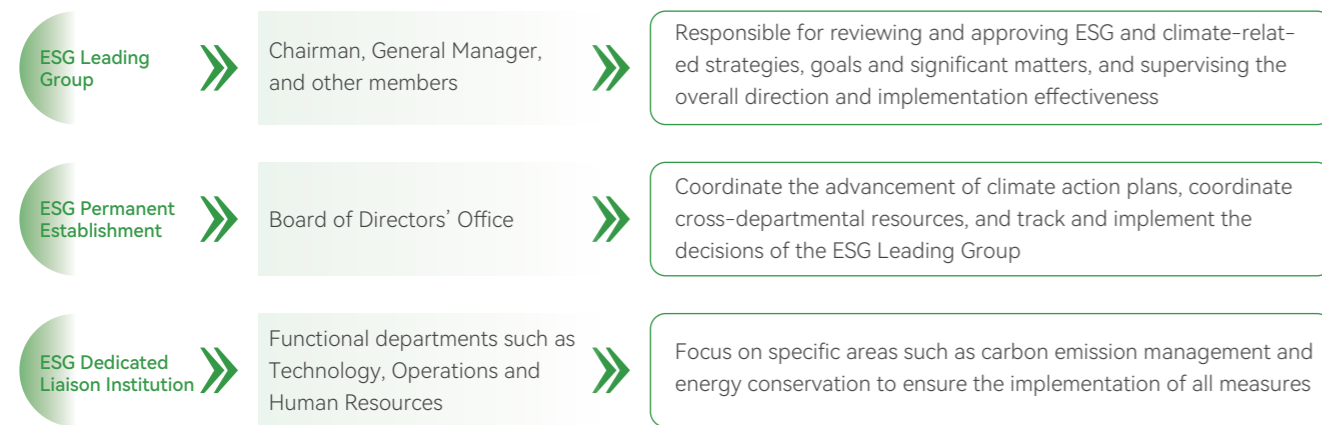 ESG Leading
Group
Chairman, General Manager,
and other members
Responsible for reviewing and approving ESG and climate-relat-
ed strategies, goals and significant matters, and supervising the
overall direction and implementation effectiveness
ESG Permanent
Establishment
Board of Directors’ Office
Coordinate the advancement of climate action plans, coordinate
cross-departmental resources, and track and implement the
decisions of the ESG Leading Group
ESG Dedicated
Liaison Institution
Functional departments such as
Technology, Operations and
Human Resources
Focus on specific areas such as carbon emission management and
energy conservation to ensure the implementation of all measures